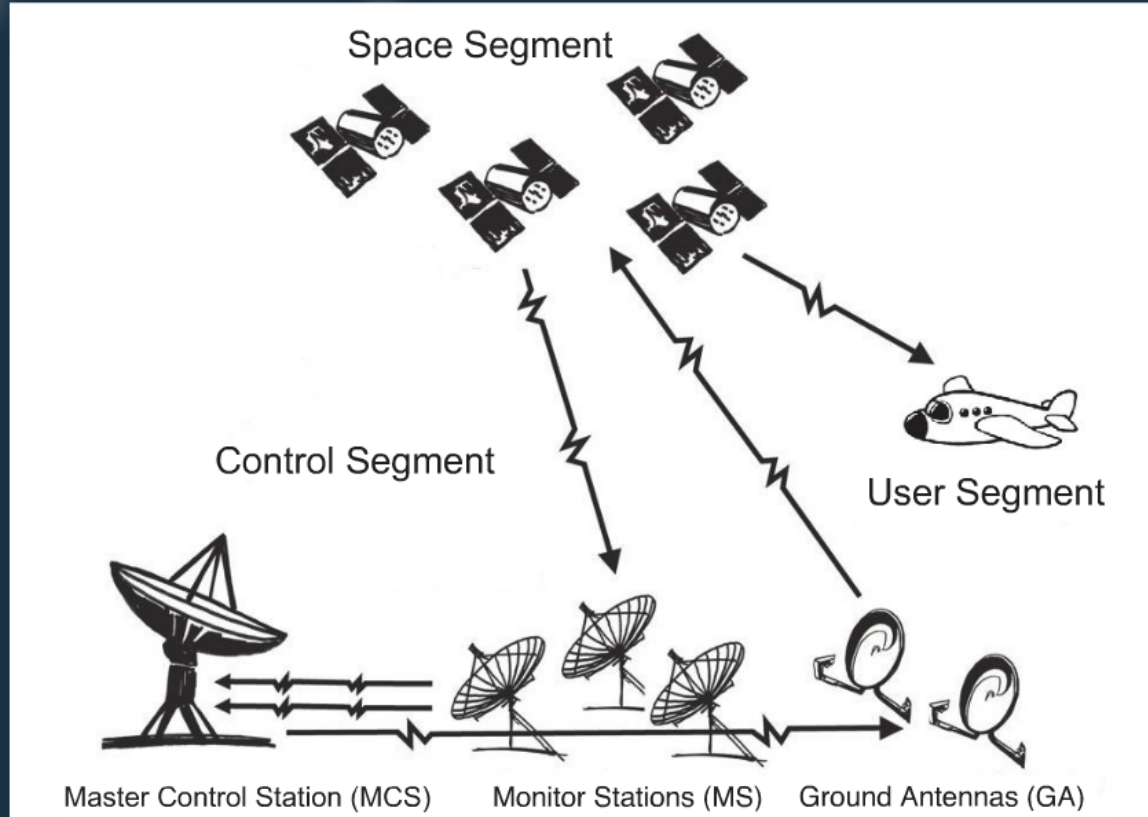 Space Segment
Control Segment
User Segment
Master Control Station (MCS)
Monitor Stations (MS)
Ground Antennas (GA)